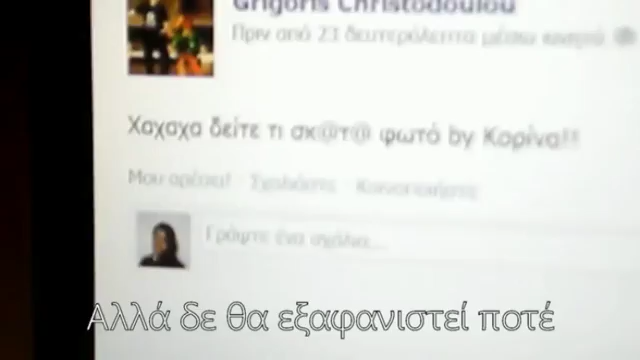 Grigoris Christodoulou
Πριν από 23 δευτερόλεπτα μέσω κινητού
Χαχαχα δείτε τι σκ@τ@ φωτό by Κορίνα!!
Μου αρέσει! · Σχολιάστε · Κοινοποιήστε
Γράψτε ένα σχόλιο...
Αλλά δε θα εξαφανιστεί ποτέ